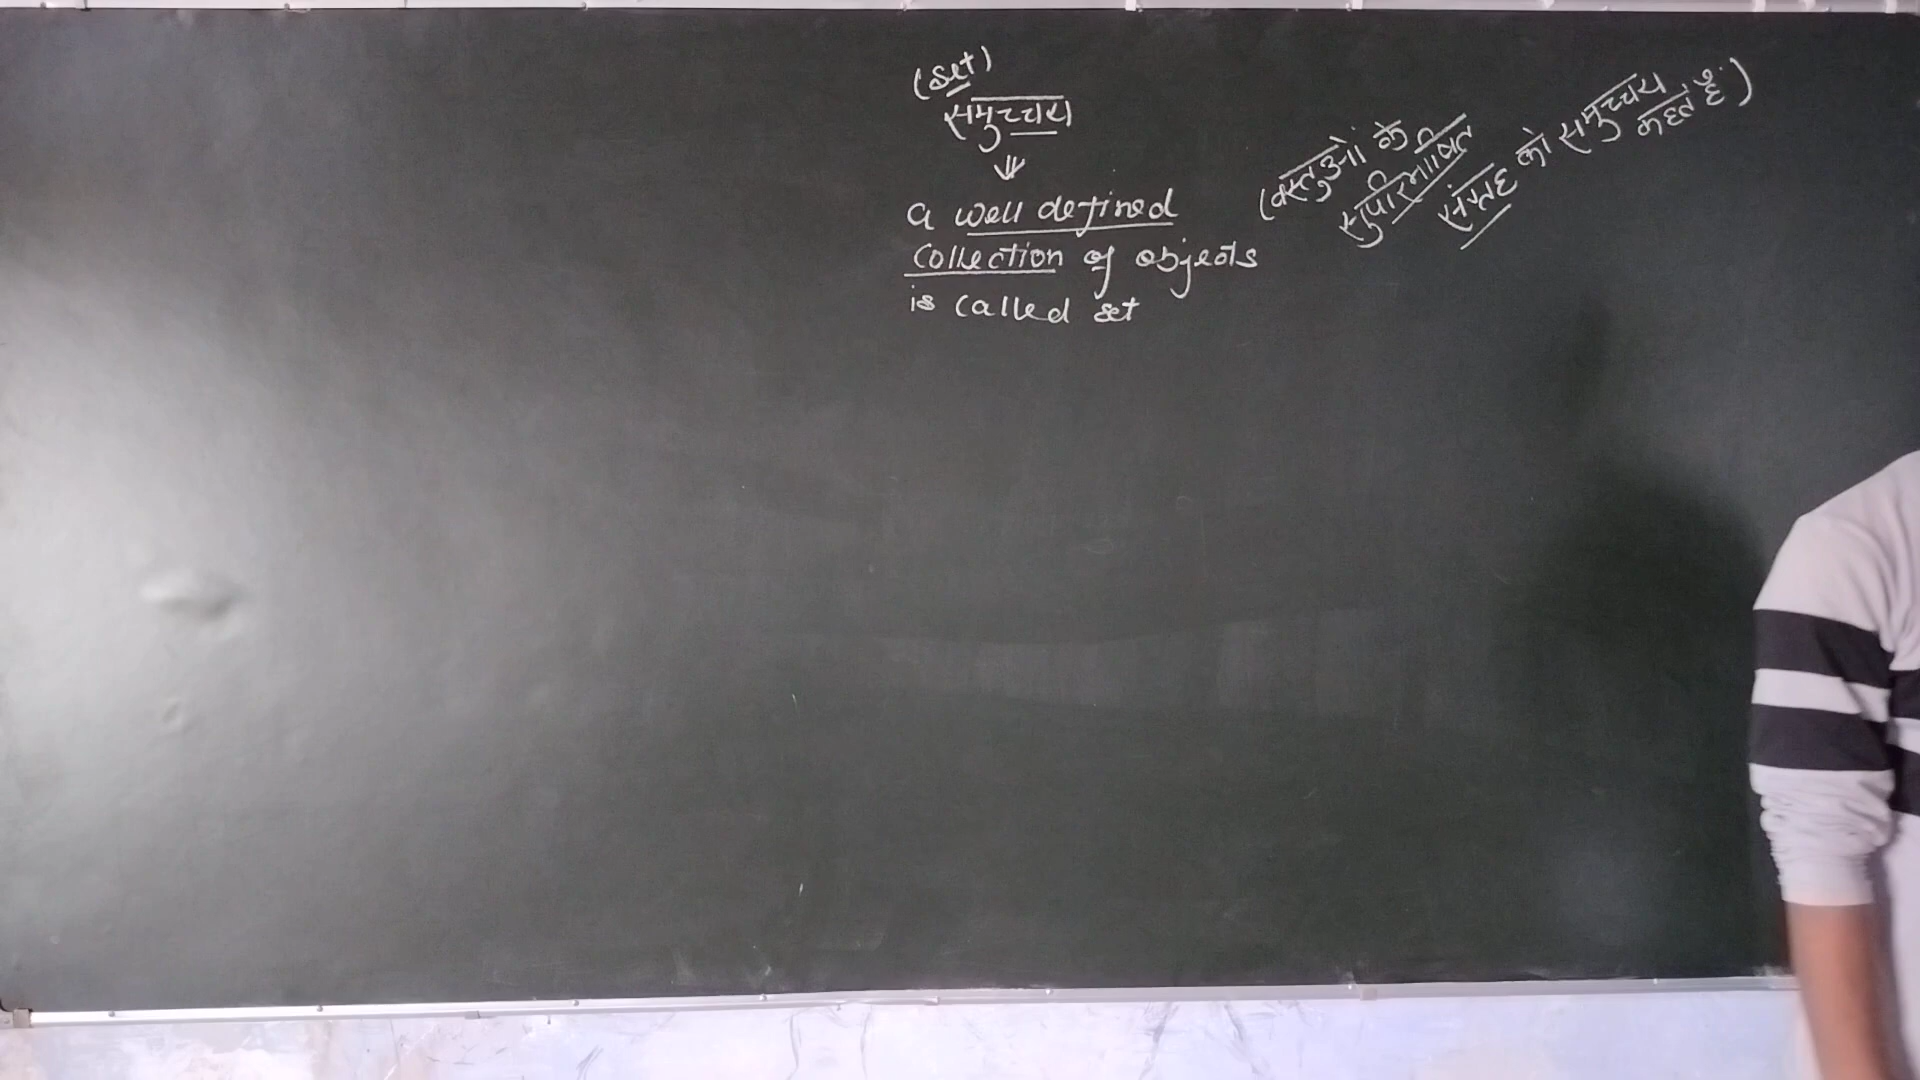 (set)
समुच्चय
⇓
a well defined
collection of objects
is called set
(वस्तुओं के
सुपरिभाषित
संग्रह को समुच्चय
कहते हैं)